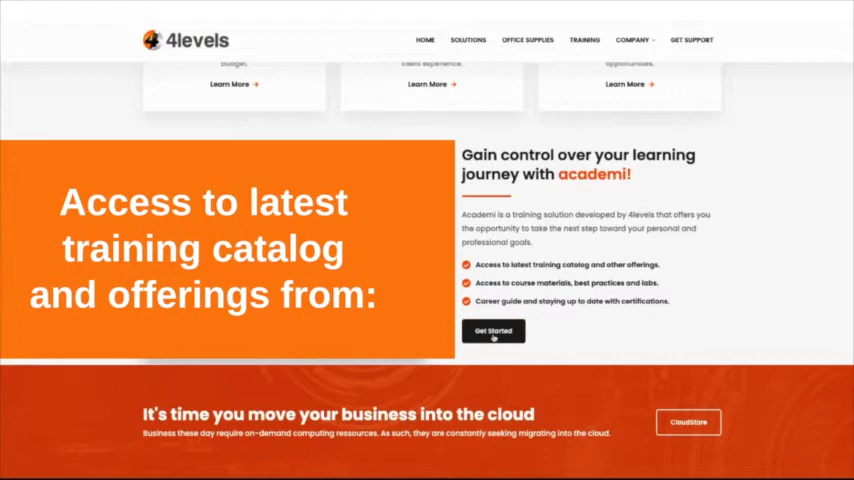 4levels
HOME SOLUTIONS OFFICE SUPPLIES TRAINING COMPANY GET SUPPORT
budget. client experience. opportunities.
Learn More Learn More Learn More
Access to latest
training catalog
and offerings from:
Gain control over your learning
journey with academi!
Academi is a training solution developed by 4levels that offers you
the opportunity to take the next step toward your personal and
professional goals.
Access to latest training catolog and other offerings.
Access to course materials, best practices and labs.
Career guide and staying up to date with certifications.
Get Started
It's time you move your business into the cloud
Business these day require on-demand computing ressources. As such, they are constantly seeking migrating into the cloud.
CloudStore